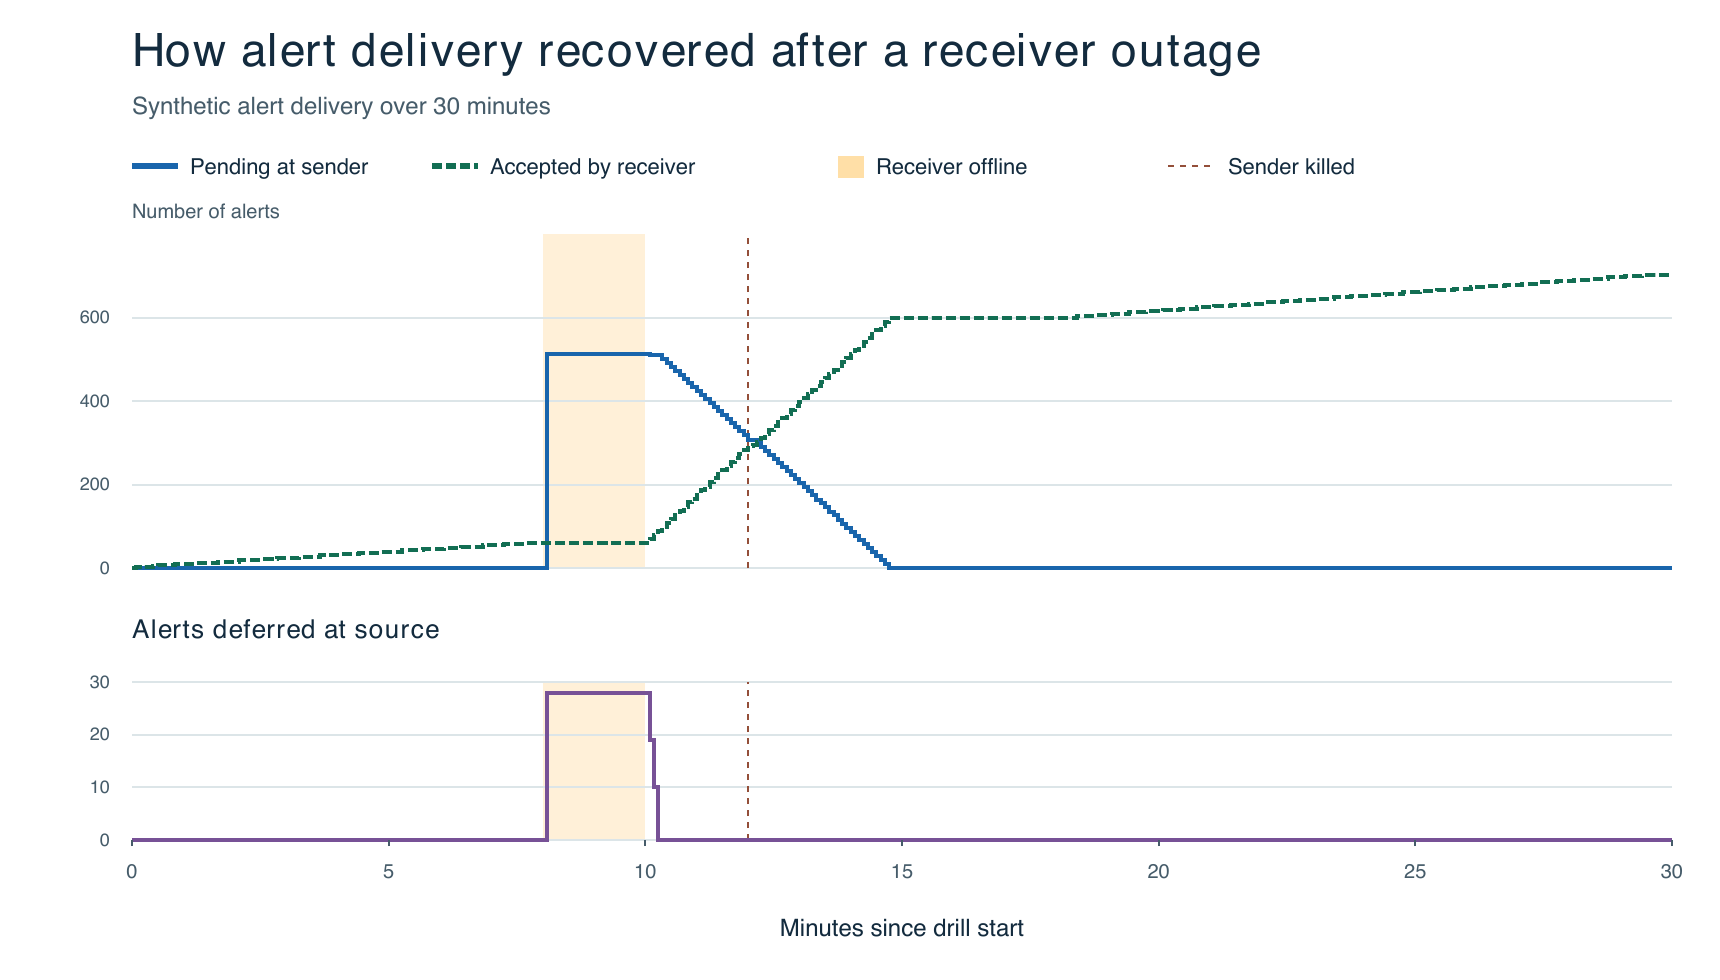 How alert delivery recovered after a receiver outage
Synthetic alert delivery over 30 minutes
Pending at sender Accepted by receiver Receiver offline Sender killed
Number of alerts
600
400
200
0
Alerts deferred at source
30
20
10
0
0 5 10 15 20 25 30
Minutes since drill start